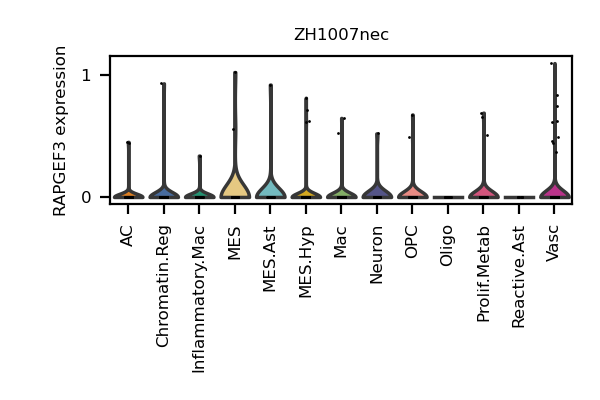 ZH1007nec
RAPGEF3 expression
1
0
AC
Chromatin.Reg
Inflammatory.Mac
MES
MES.Ast
MES.Hyp
Mac
Neuron
OPC
Oligo
Prolif.Metab
Reactive.Ast
Vasc